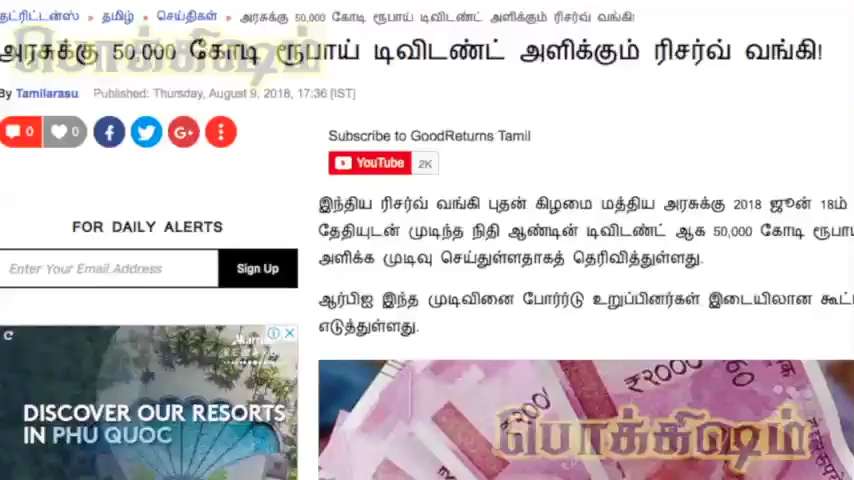 குட்ரிட்டன்ஸ் » தமிழ் » செய்திகள் » அரசுக்கு 50,000 கோடி ரூபாய் டிவிடண்ட் அளிக்கும் ரிசர்வ் வங்கி!
அரசுக்கு 50,000 கோடி ரூபாய் டிவிடண்ட் அளிக்கும் ரிசர்வ் வங்கி!
பொக்கிஷம்
By Tamilarasu Published: Thursday, August 9, 2018, 17:36 [IST]
0 0
Subscribe to GoodReturns Tamil
YouTube 2K
இந்திய ரிசர்வ் வங்கி புதன் கிழமை மத்திய அரசுக்கு 2018 ஜூன் 18ம்
தேதியுடன் முடிந்த நிதி ஆண்டின் டிவிடண்ட் ஆக 50,000 கோடி ரூபாய்
அளிக்க முடிவு செய்துள்ளதாகத் தெரிவித்துள்ளது.
ஆர்பிஐ இந்த முடிவினை போர்டு உறுப்பினர்கள் இடையிலான
எடுத்துள்ளது.
FOR DAILY ALERTS
Enter Your Email Address Sign Up
DISCOVER OUR RESORTS
IN PHU QUOC
₹2000
பொக்கிஷம்